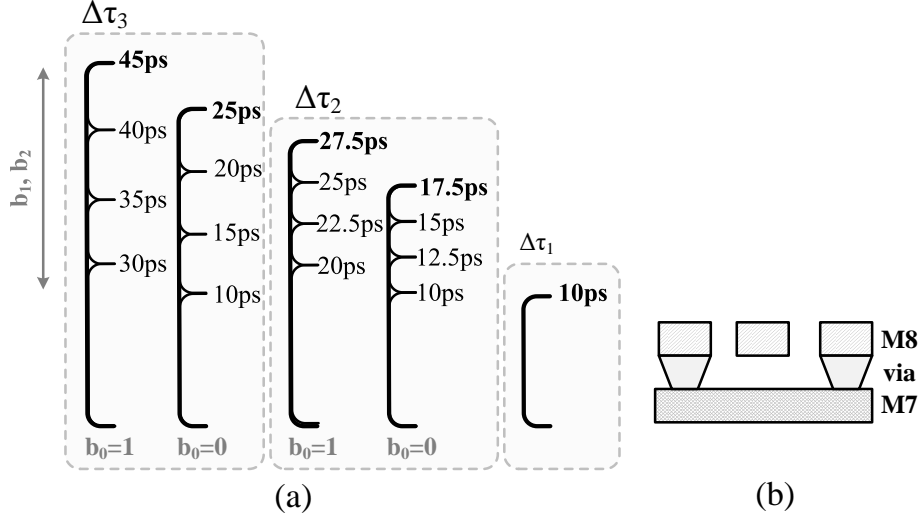 Δτ3
45ps
40ps
35ps
30ps
b1, b2
25ps
20ps
15ps
10ps
b0=1
b0=0
Δτ2
27.5ps
25ps
22.5ps
20ps
17.5ps
15ps
12.5ps
10ps
b0=1
b0=0
Δτ1
10ps
(a)
M8
via
M7
(b)